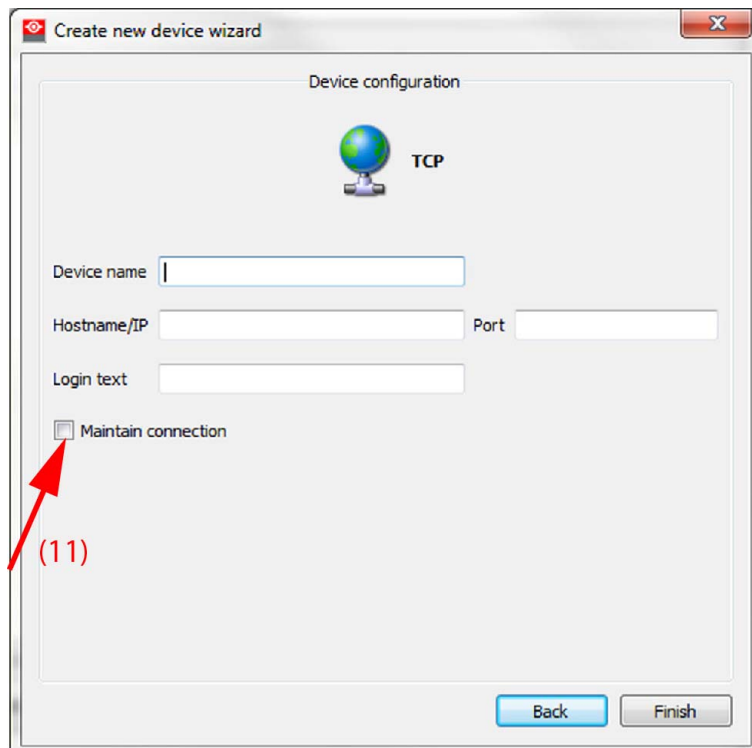 Create new device wizard
X
Device configuration
TCP
Device name
Hostname/IP Port
Login text
Maintain connection
(11)
Back Finish